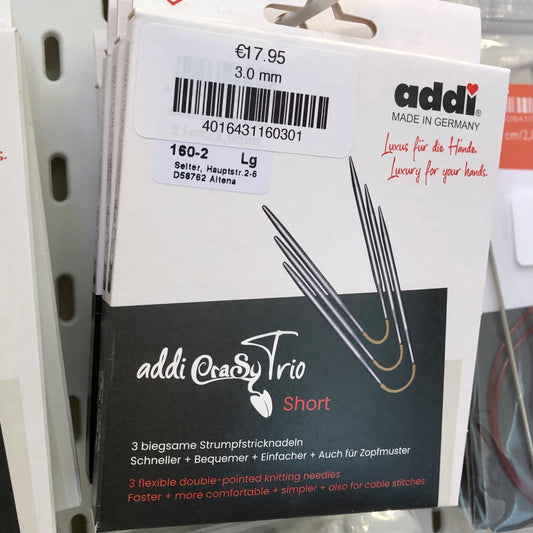 €17.95
3.0 mm
4016431160301
160-2 Lg
Selter, Hauptstr.2-6
D58762 Altena
addi®
MADE IN GERMANY
Luxus für die Hände.
Luxury for your hands.
addi CraSy Trio
Short
3 biegsame Strumpfstricknadeln
Schneller + Bequemer + Einfacher + Auch für Zopfmuster
3 flexible double-pointed knitting needles
Faster + more comfortable + simpler + also for cable stitches